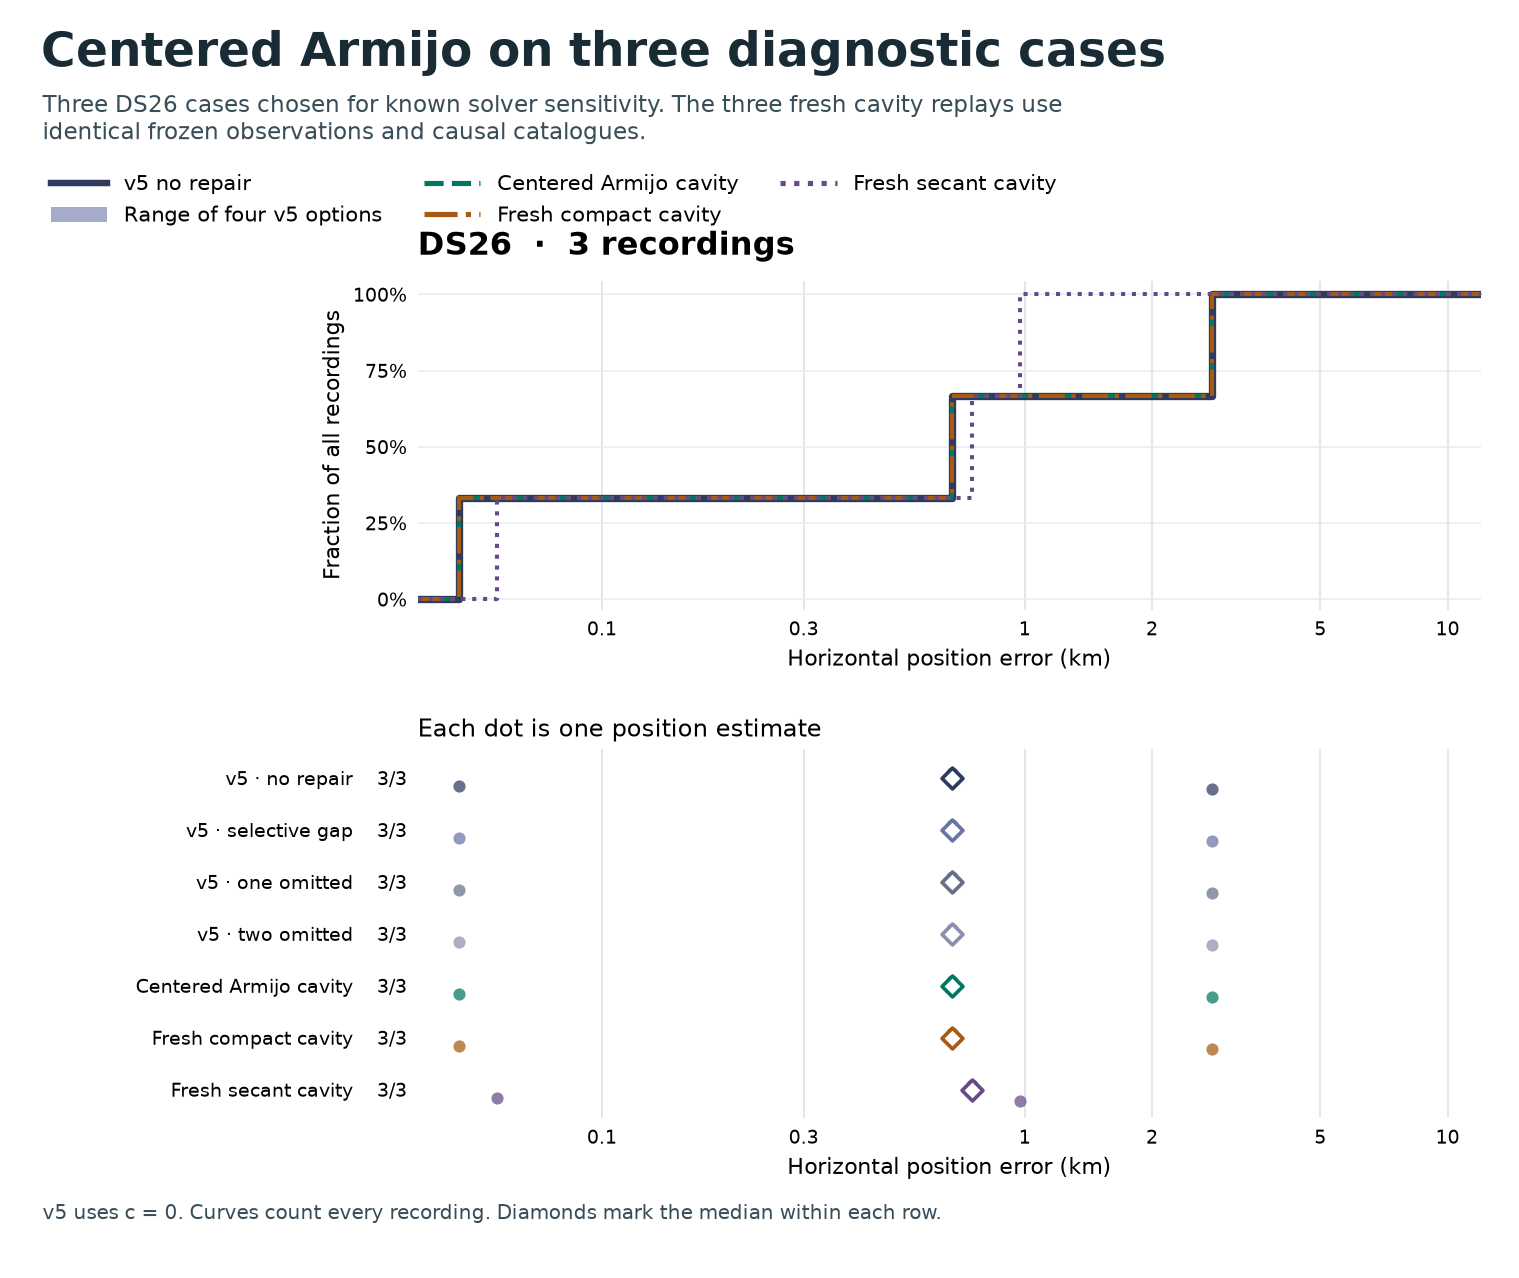 Centered Armijo on three diagnostic cases
Three DS26 cases chosen for known solver sensitivity. The three fresh cavity replays use
identical frozen observations and causal catalogues.
v5 no repair
Range of four v5 options
Centered Armijo cavity
Fresh compact cavity
Fresh secant cavity
DS26 · 3 recordings
Fraction of all recordings
100%
75%
50%
25%
0%
0.1 0.3 1 2 5 10
Horizontal position error (km)
Each dot is one position estimate
v5 · no repair 3/3
v5 · selective gap 3/3
v5 · one omitted 3/3
v5 · two omitted 3/3
Centered Armijo cavity 3/3
Fresh compact cavity 3/3
Fresh secant cavity 3/3
0.1 0.3 1 2 5 10
Horizontal position error (km)
v5 uses c = 0. Curves count every recording. Diamonds mark the median within each row.